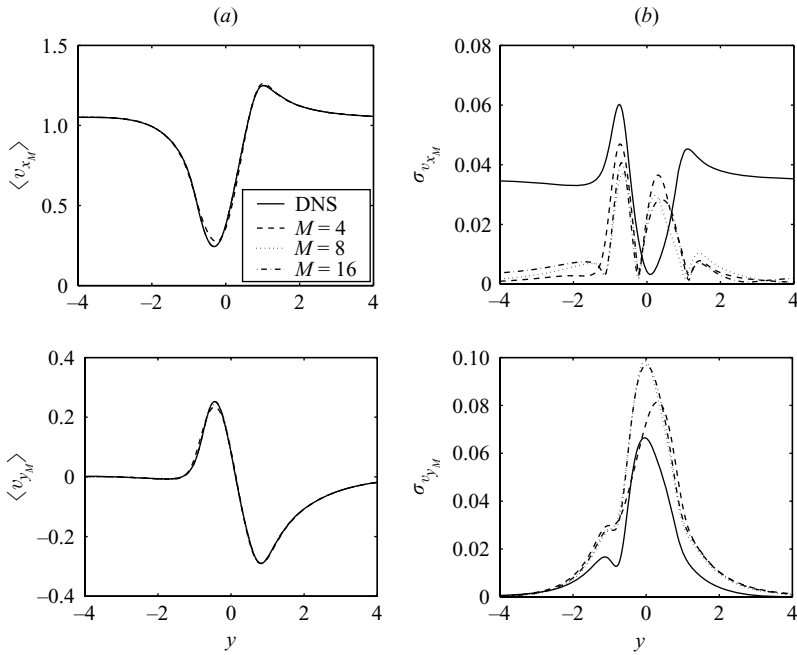 (a)
(b)
1.5
1.0
0.5
0
⟨v_{x_M}⟩
DNS
M = 4
M = 8
M = 16
−4 −2 0 2 4
0.08
0.06
0.04
0.02
0
σ_{v_{x_M}}
−4 −2 0 2 4
0.4
0.2
0
−0.2
−0.4
⟨v_{y_M}⟩
−4 −2 0 2 4
y
0.10
0.08
0.06
0.04
0.02
0
σ_{v_{y_M}}
−4 −2 0 2 4
y